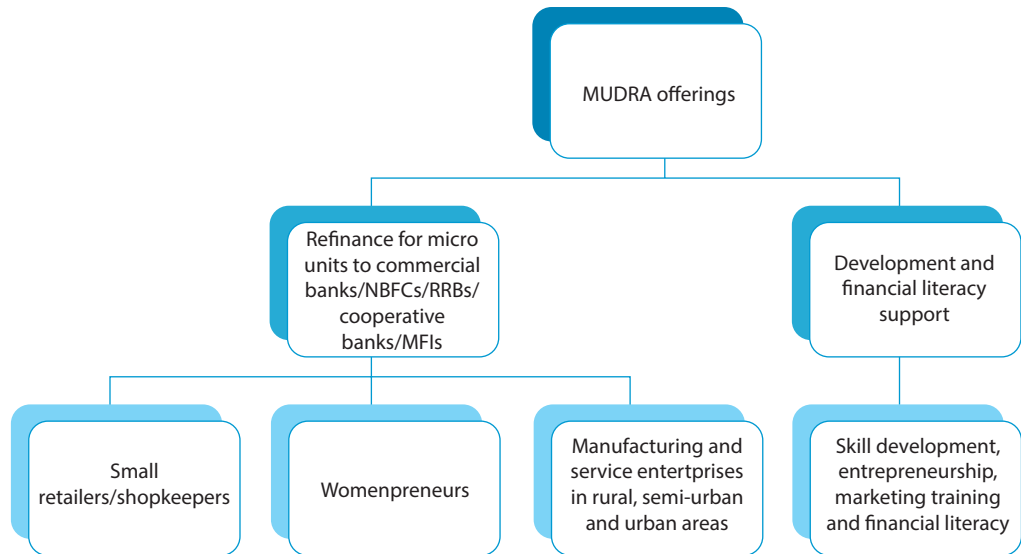 MUDRA offerings
Refinance for micro
units to commercial
banks/NBFCs/RRBs/
cooperative
banks/MFIs
Development and
financial literacy
support
Small
retailers/shopkeepers
Womenpreneurs
Manufacturing and
service entertprises
in rural, semi-urban
and urban areas
Skill development,
entrepreneurship,
marketing training
and financial literacy